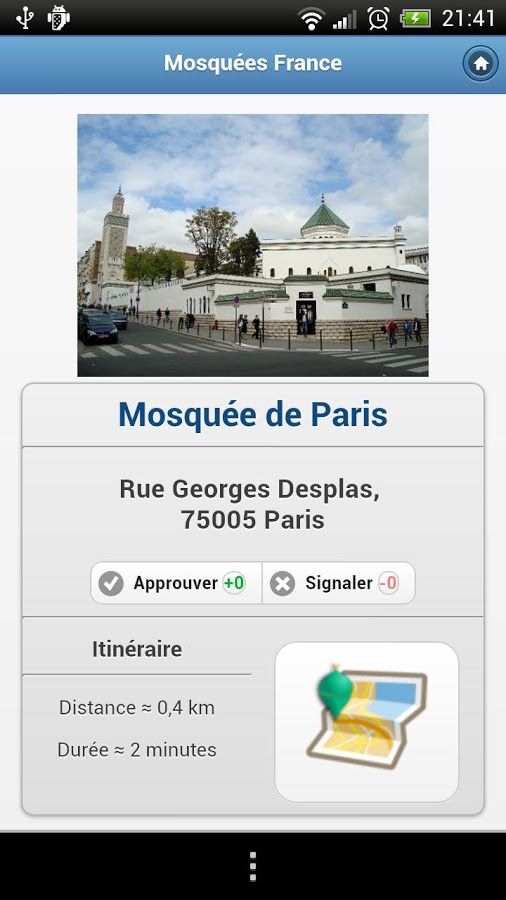 21:41
Mosquées France
Mosquée de Paris
Rue Georges Desplas,
75005 Paris
Approuver +0 Signaler -0
Itinéraire
Distance ≈ 0,4 km
Durée ≈ 2 minutes